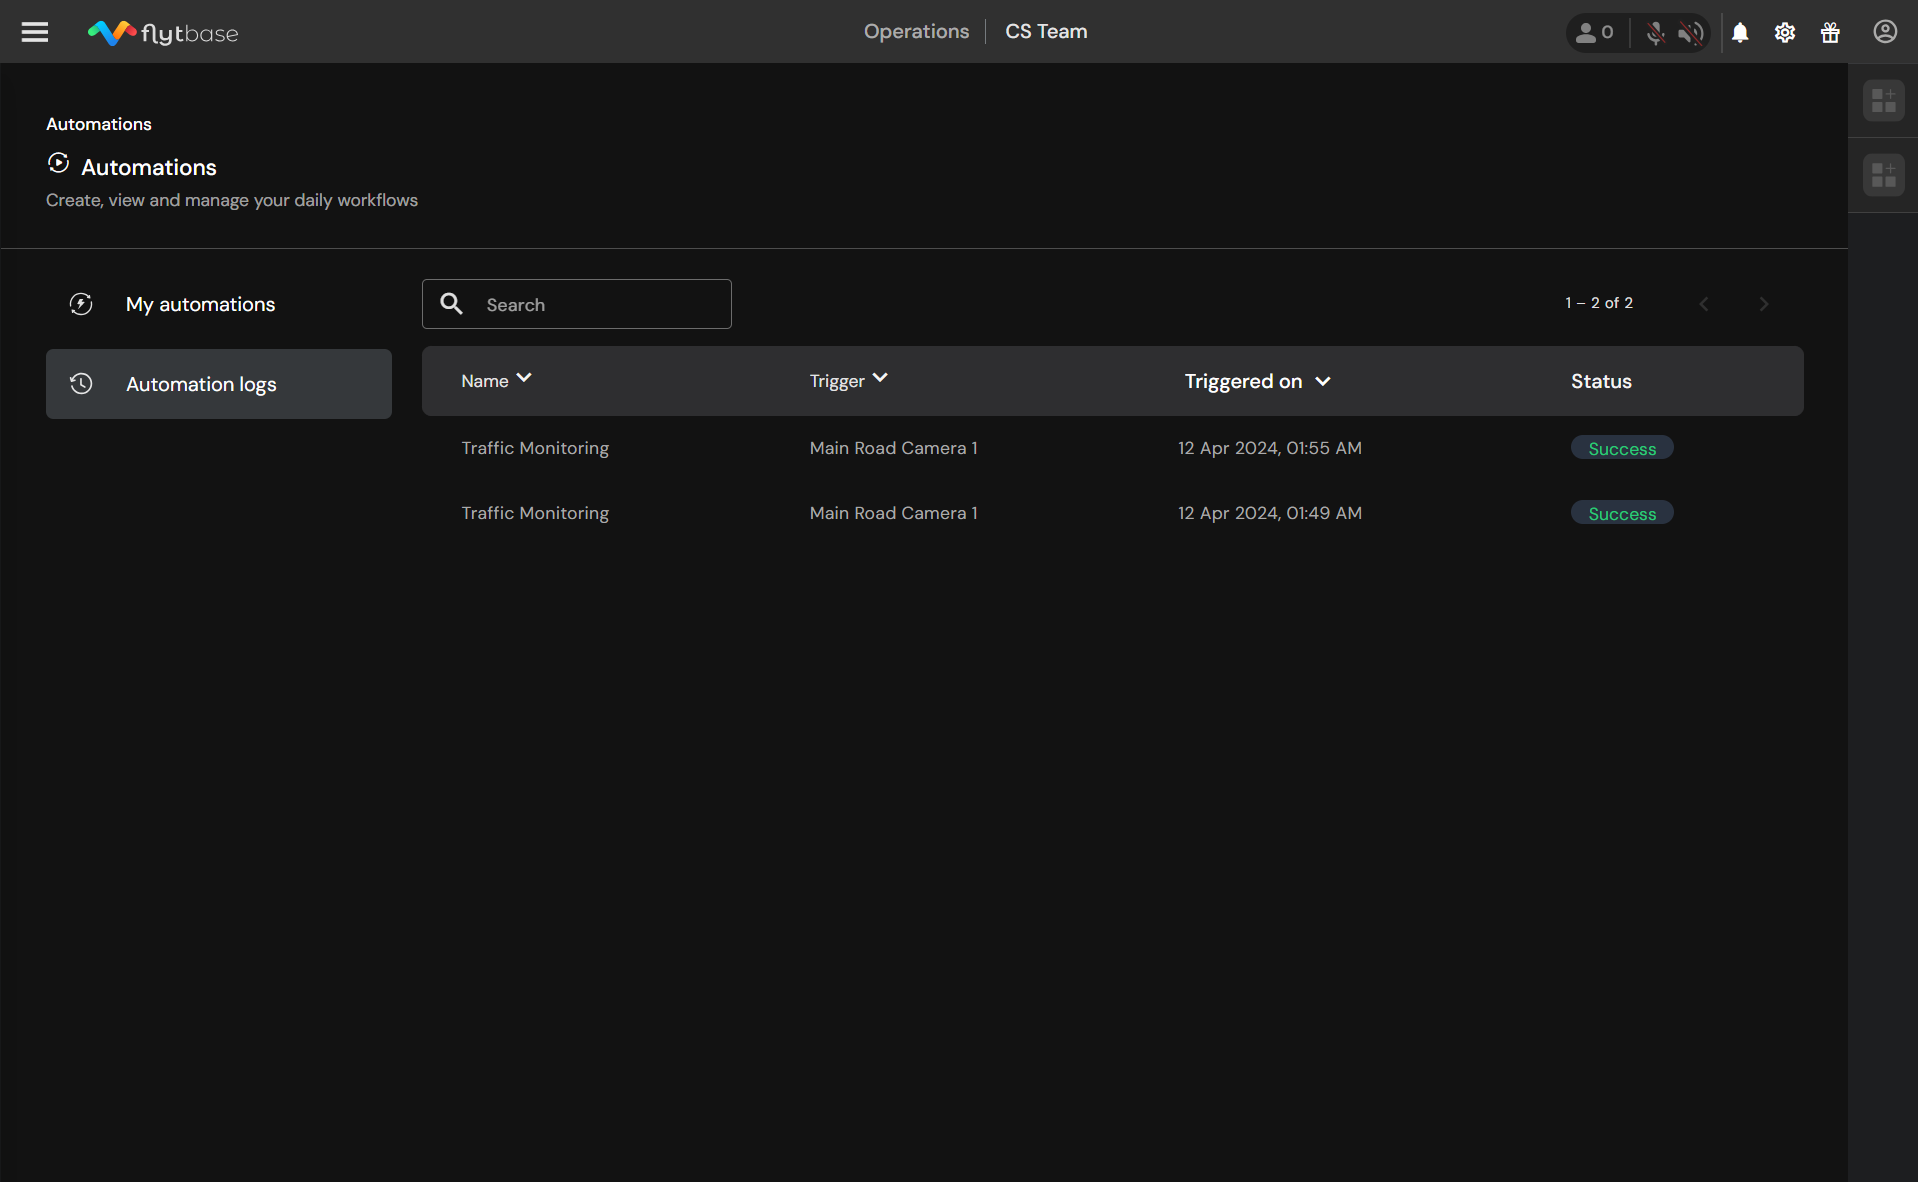 flytbase
Operations
CS Team
0
Automations
Automations
Create, view and manage your daily workflows
My automations
Automation logs
Search
1 – 2 of 2
Name
Trigger
Triggered on
Status
Traffic Monitoring
Main Road Camera 1
12 Apr 2024, 01:55 AM
Success
Traffic Monitoring
Main Road Camera 1
12 Apr 2024, 01:49 AM
Success